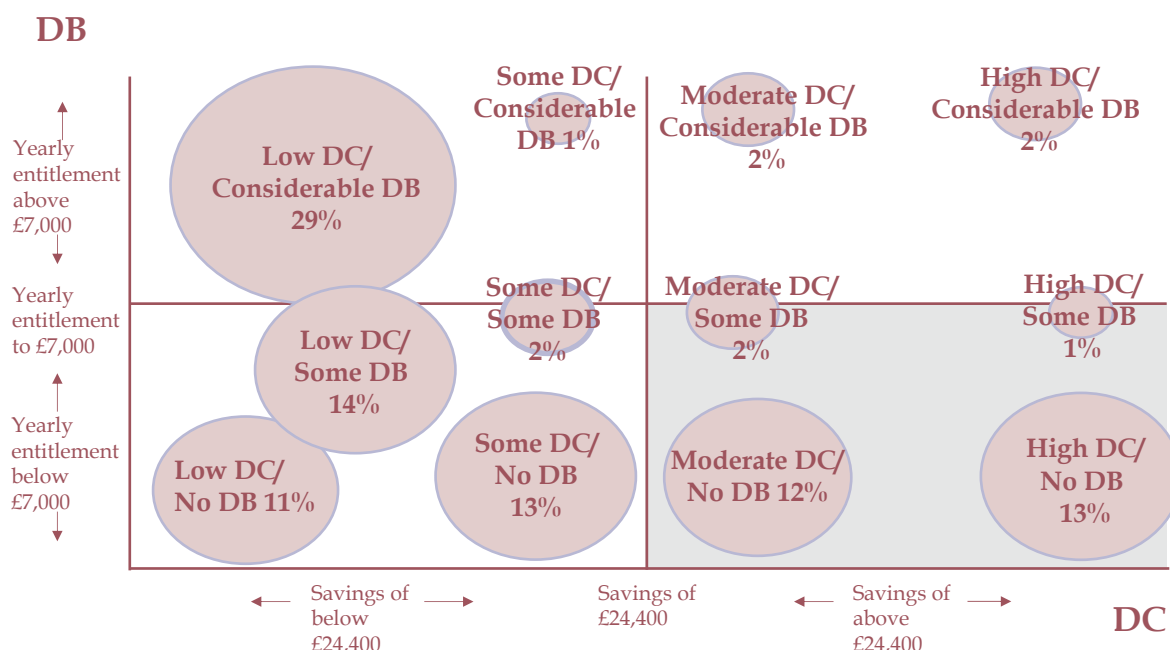 DB
Some DC/
Considerable
DB 1%
Moderate DC/
Considerable DB
2%
High DC/
Considerable DB
2%
Yearly
entitlement
above
£7,000
Low DC/
Considerable DB
29%
Yearly
entitlement
to £7,000
Some DC/
Some DB
2%
Moderate DC/
Some DB
2%
High DC/
Some DB
1%
Low DC/
Some DB
14%
Yearly
entitlement
below
£7,000
Low DC/
No DB 11%
Some DC/
No DB
13%
Moderate DC/
No DB 12%
High DC/
No DB
13%
Savings of
below
£24,400
Savings of
£24,400
Savings of
above
£24,400
DC